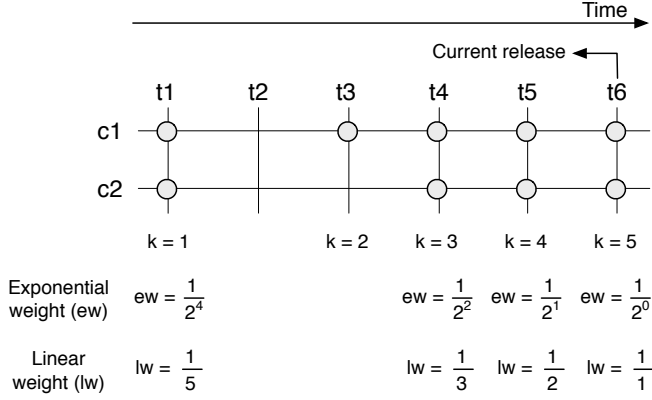 Time
Current release
t1 t2 t3 t4 t5 t6
c1
c2
k = 1 k = 2 k = 3 k = 4 k = 5
Exponential
weight (ew)
ew = 1/2^4 ew = 1/2^2 ew = 1/2^1 ew = 1/2^0
Linear
weight (lw)
lw = 1/5 lw = 1/3 lw = 1/2 lw = 1/1